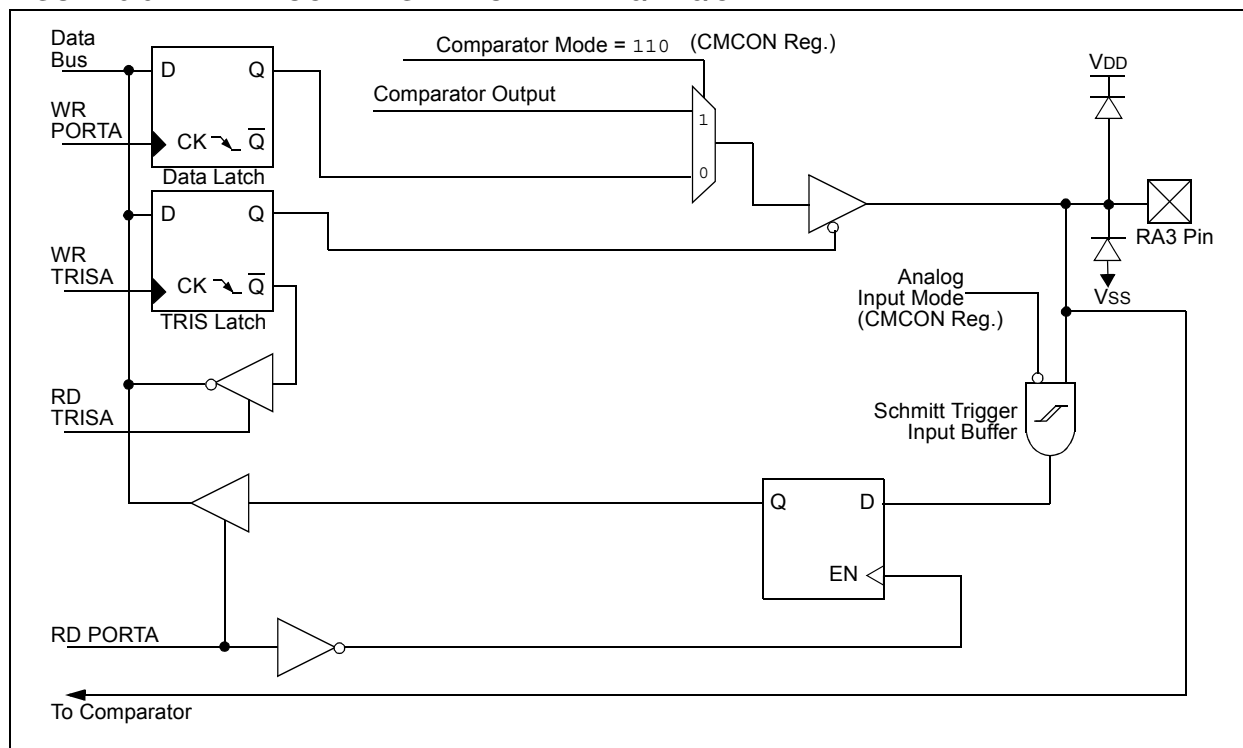 Data
Bus
D Q
WR
PORTA
CK Q
Data Latch
Comparator Mode = 110 (CMCON Reg.)
Comparator Output
1
0
VDD
RA3 Pin
VSS
D Q
WR
TRISA
CK Q
TRIS Latch
Analog
Input Mode
(CMCON Reg.)
RD
TRISA
Schmitt Trigger
Input Buffer
Q D
EN
RD PORTA
To Comparator